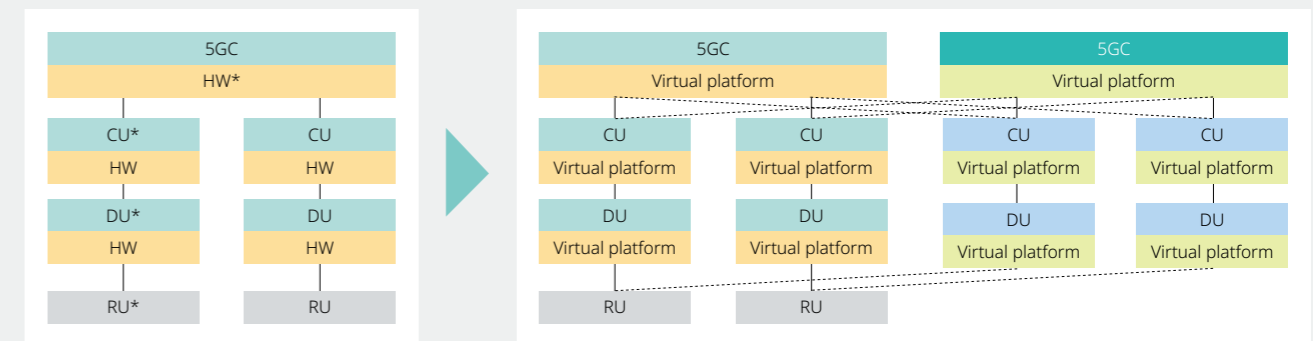 5GC
HW*
CU* CU
HW HW
DU* DU
HW HW
RU* RU
5GC 5GC
Virtual platform Virtual platform
CU CU CU CU
Virtual platform Virtual platform Virtual platform Virtual platform
DU DU DU DU
Virtual platform Virtual platform Virtual platform Virtual platform
RU RU